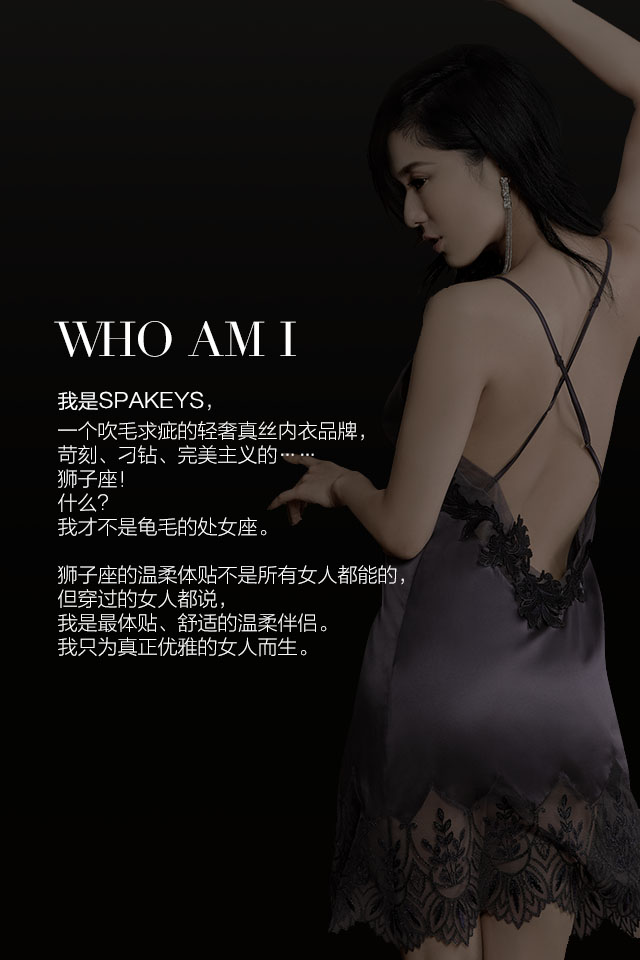 WHO AM I
我是SPAKEYS，
一个吹毛求疵的轻奢真丝内衣品牌，
苛刻、刁钻、完美主义的……
狮子座！
什么？
我才不是龟毛的处女座。
狮子座的温柔体贴不是所有女人都能的，
但穿过的女人都说，
我是最体贴、舒适的温柔伴侣。
我只为真正优雅的女人而生。